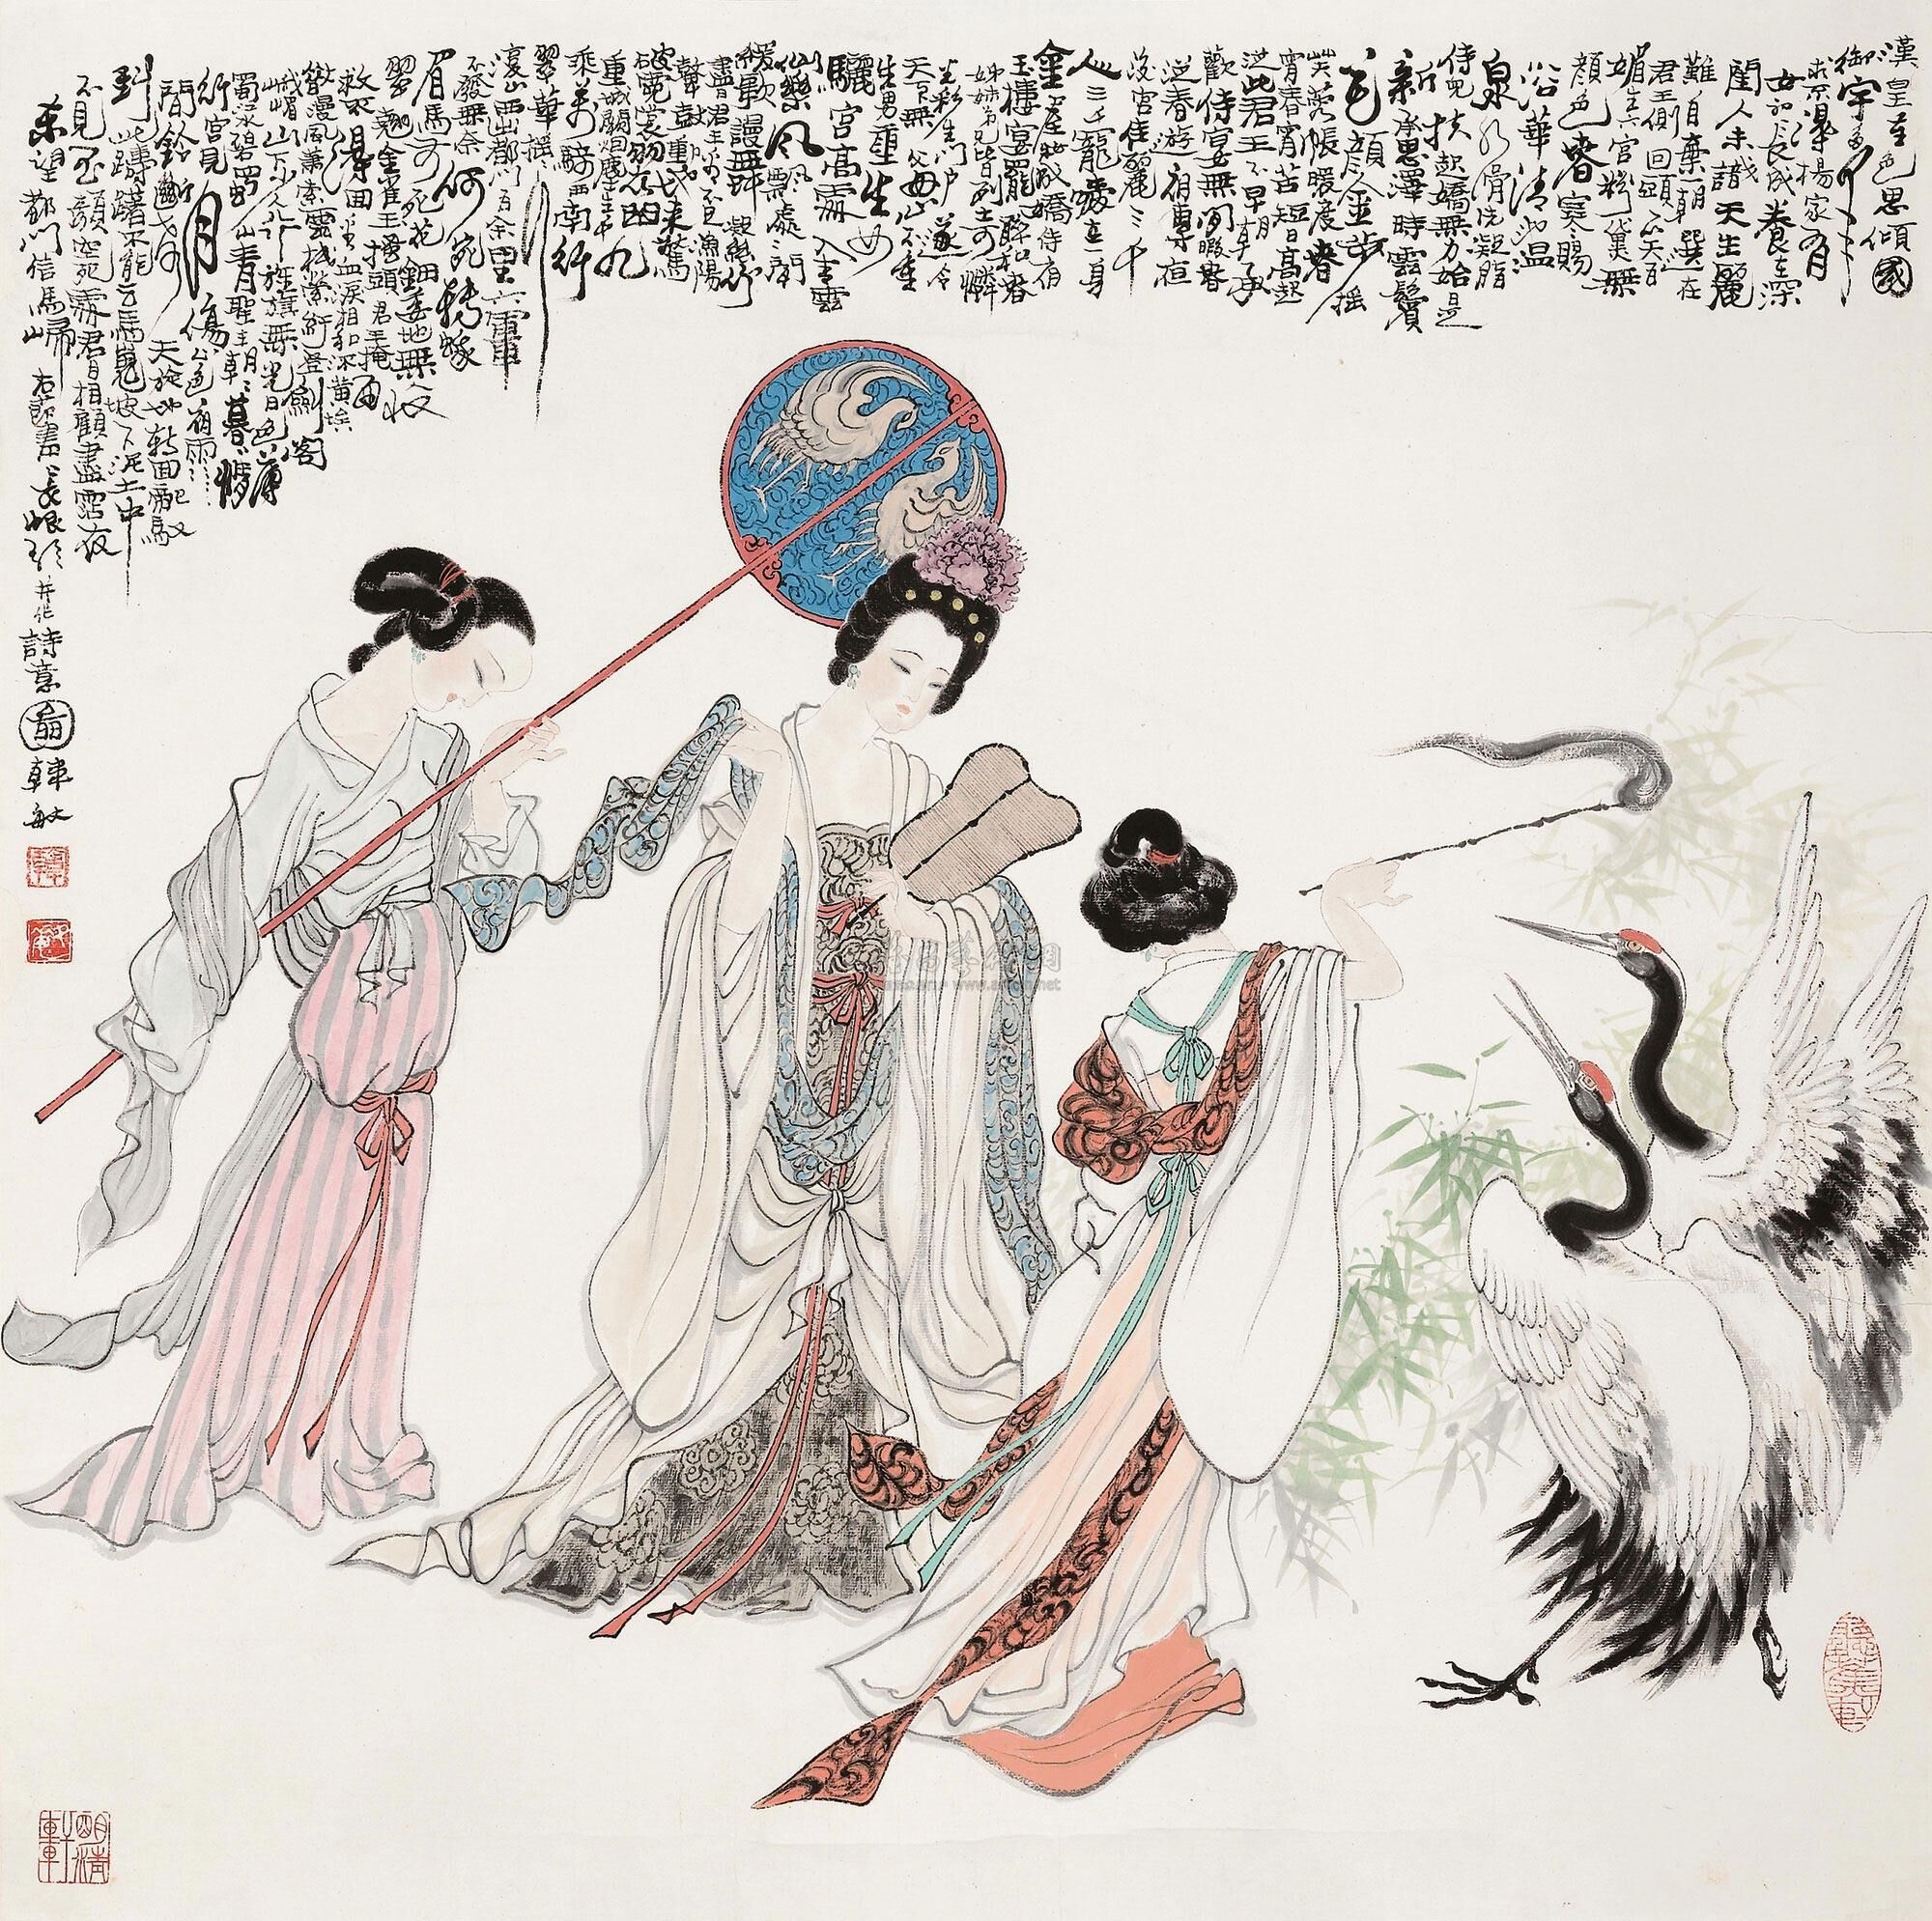 漢皇重色思傾國
御宇多年
求不得楊家有
女初長成養在深
閨人未識天生麗
難自棄一朝選在
君王側回頭一笑百
媚生六宮粉黛無
顏色春寒賜
浴華清池溫
泉水滑洗凝脂
侍兒扶起嬌無力始是
新承恩澤時雲鬢
花顏金步搖
芙蓉帳暖度春
宵春宵苦短日高起
從此君王不早朝承
歡侍宴無閒暇春
從春遊夜專夜
後宮佳麗三千
人三千寵愛在一身
金屋妝成嬌侍夜
玉樓宴罷醉和春
姊妹弟兄皆列土可憐
光彩生門戶遂令
天下父母心不重
生男重生女
驪宮高處入青雲
仙樂風飄處處聞
緩歌謾舞凝絲竹
盡日君王看不足漁陽
鼙鼓動地來驚
破霓裳羽衣曲九
重城闕煙塵生千
乘萬騎西南行
翠華搖搖行
復止西出都門百餘里六軍
不發無奈何宛轉蛾
眉馬前死花鈿委地無人收
翠翹金雀玉搔頭君王掩面
救不得回看血淚相和流黃埃
散漫風蕭索雲棧縈紆登劍閣
峨嵋山下少人行旌旗無光日色薄
蜀江水碧蜀山青聖主朝朝暮暮情
行宮見月傷心色夜雨
聞鈴腸斷聲天旋地轉回龍馭
到此躊躇不能去馬嵬坡下泥土中
不見玉顏空死處君臣相顧盡霑衣
東望都門信馬歸 右節書長恨歌并作詩意圖 韓敏